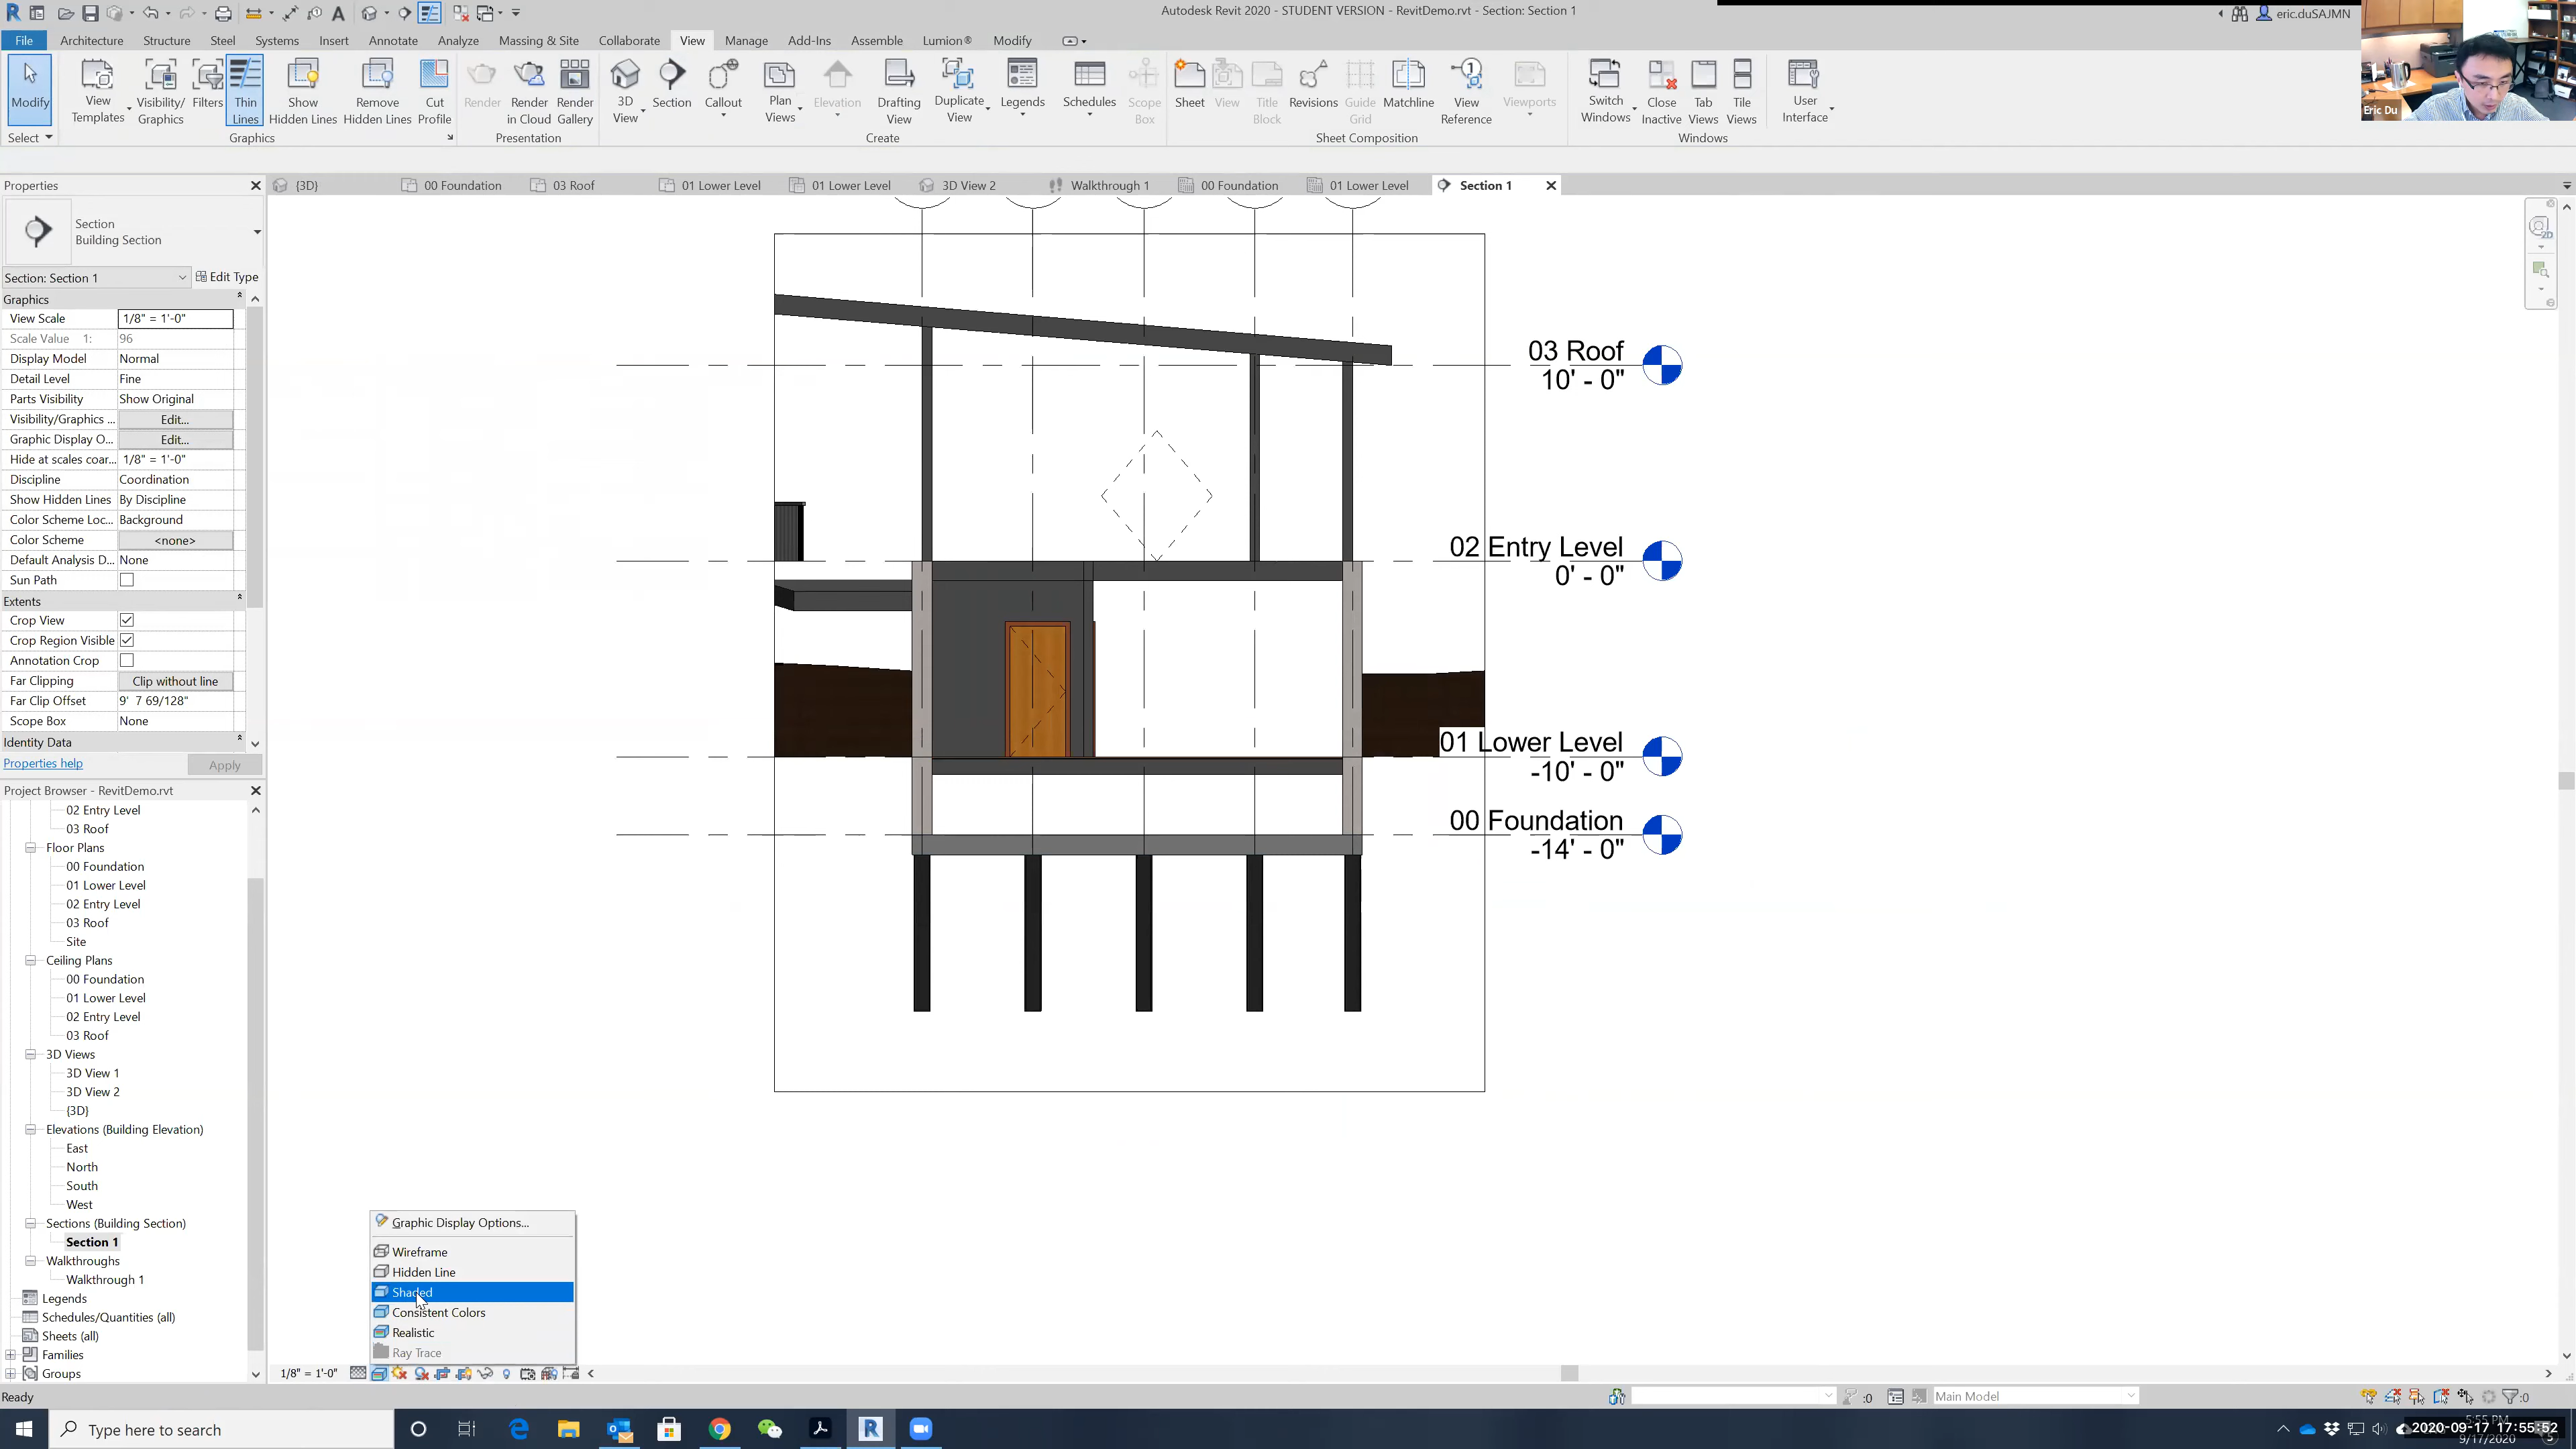 Autodesk Revit 2020 - STUDENT VERSION - RevitDemo.rvt - Section: Section 1
eric.duSAJMN
File Architecture Structure Steel Systems Insert Annotate Analyze Massing & Site Collaborate View Manage Add-Ins Assemble Lumion® Modify
Modify
View Templates
Visibility/ Graphics
Filters
Thin Lines
Show Hidden Lines
Remove Hidden Lines
Cut Profile
Render
Render in Cloud
Render Gallery
3D View
Section
Callout
Plan Views
Elevation
Drafting View
Duplicate View
Legends
Schedules
Scope Box
Sheet
View
Title Block
Revisions
Guide Grid
Matchline
View Reference
Viewports
Switch Windows
Close Inactive
Tab Views
Tile Views
User Interface
Eric Du
Select Graphics Presentation Create Sheet Composition Windows
Properties
{3D} 00 Foundation 03 Roof 01 Lower Level 01 Lower Level 3D View 2 Walkthrough 1 00 Foundation 01 Lower Level Section 1
Section
Building Section
Section: Section 1 Edit Type
Graphics
View Scale 1/8" = 1'-0"
Scale Value 1: 96
Display Model Normal
Detail Level Fine
Parts Visibility Show Original
Visibility/Graphics ... Edit...
Graphic Display O... Edit...
Hide at scales coar... 1/8" = 1'-0"
Discipline Coordination
Show Hidden Lines By Discipline
Color Scheme Loc... Background
Color Scheme <none>
Default Analysis D... None
Sun Path
Extents
Crop View
Crop Region Visible
Annotation Crop
Far Clipping Clip without line
Far Clip Offset 9' 7 69/128"
Scope Box None
Identity Data
Properties help Apply
03 Roof
10' - 0"
02 Entry Level
0' - 0"
01 Lower Level
-10' - 0"
00 Foundation
-14' - 0"
Project Browser - RevitDemo.rvt
02 Entry Level
03 Roof
Floor Plans
00 Foundation
01 Lower Level
02 Entry Level
03 Roof
Site
Ceiling Plans
00 Foundation
01 Lower Level
02 Entry Level
03 Roof
3D Views
3D View 1
3D View 2
{3D}
Elevations (Building Elevation)
East
North
South
West
Sections (Building Section)
Section 1
Walkthroughs
Walkthrough 1
Legends
Schedules/Quantities (all)
Sheets (all)
Families
Groups
Graphic Display Options...
Wireframe
Hidden Line
Shaded
Consistent Colors
Realistic
Ray Trace
1/8" = 1'-0"
Ready
:0
Main Model
:0
Type here to search
5:55 PM
2020-09-17 17:55:52
9/17/2020